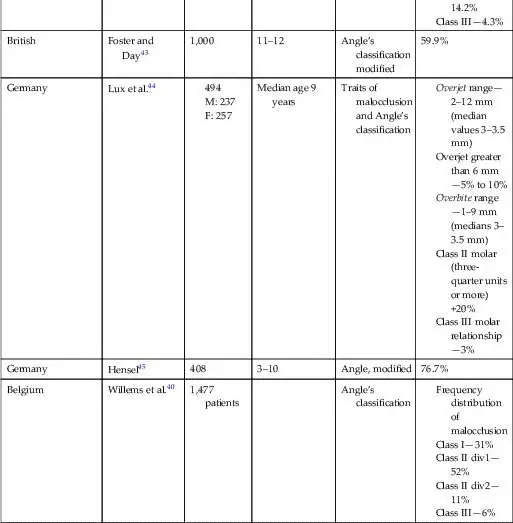 14.2%
Class III—4.3%
British
Foster and
Day43
1,000
11–12
Angle's
classification
modified
59.9%
Germany
Lux et al.44
494
M: 237
F: 257
Median age 9
years
Traits of
malocclusion
and Angle's
classification
Overjet range—
2–12 mm
(median
values 3–3.5
mm)
Overjet greater
than 6 mm
—5% to 10%
Overbite range
—1–9 mm
(medians 3–
3.5 mm)
Class II molar
(three-
quarter units
or more)
+20%
Class III molar
relationship
—3%
Germany
Hensel45
408
3–10
Angle, modified
76.7%
Belgium
Willems et al.40
1,477
patients
Angle's
classification
Frequency
distribution
of
malocclusion
Class I—31%
Class II div1—
52%
Class II div2—
11%
Class III—6%